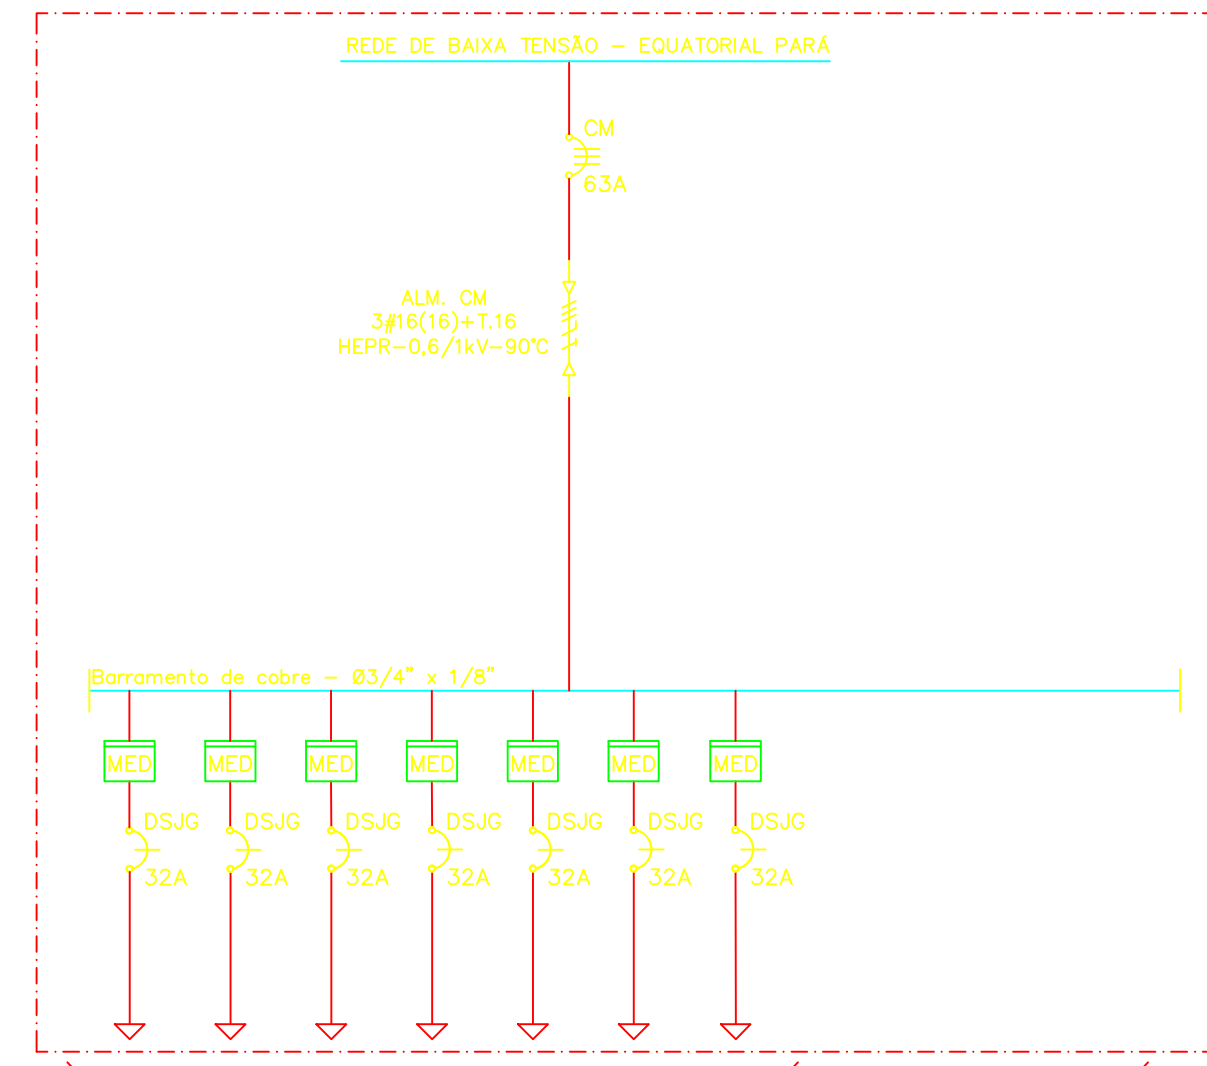 REDE DE BAIXA TENSÃO - EQUATORIAL PARÁ
CM
63A
ALM. CM
3#16(16)+T.16
HEPR-0,6/1kV-90°C
Barramento de cobre - Ø3/4" x 1/8"
MED MED MED MED MED MED MED
DSJG DSJG DSJG DSJG DSJG DSJG DSJG
32A 32A 32A 32A 32A 32A 32A